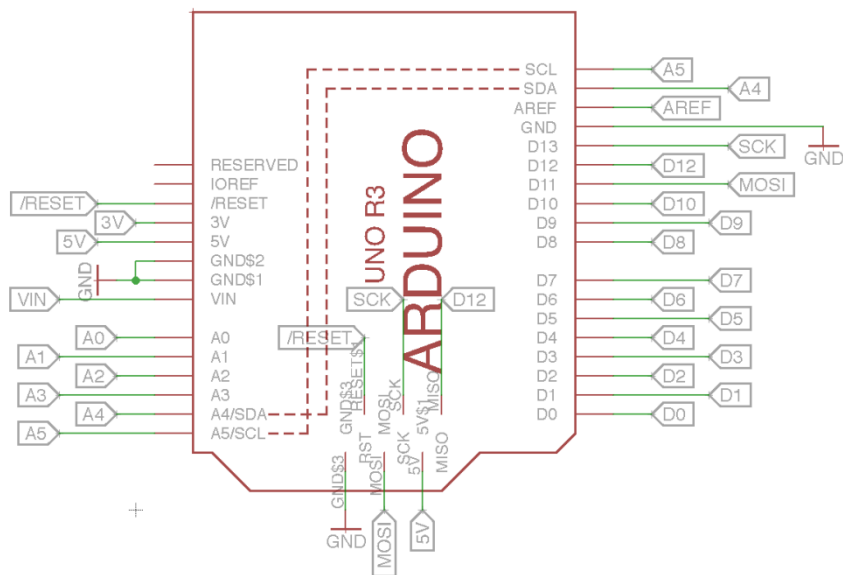 SCL A5
SDA A4
AREF AREF
GND
D13 SCK
GND
RESERVED D12 D12
IOREF D11 MOSI
/RESET /RESET D10 D10
3V 3V D9 D9
5V 5V D8 D8
GND$2
GND GND$1 D7 D7
VIN VIN SCK D12 D6 D6
D5 D5
A0 A0 /RESET D4 D4
A1 A1 D3 D3
A2 A2 D2 D2
A3 A3 D1 D1
A4 A4/SDA D0 D0
A5 A5/SCL
UNO R3
ARDUINO
GND$3
RESET$1
MOSI
SCK
5V$1
MISO
GND$3
RST
MOSI
SCK
5V
MISO
GND
MOSI
5V